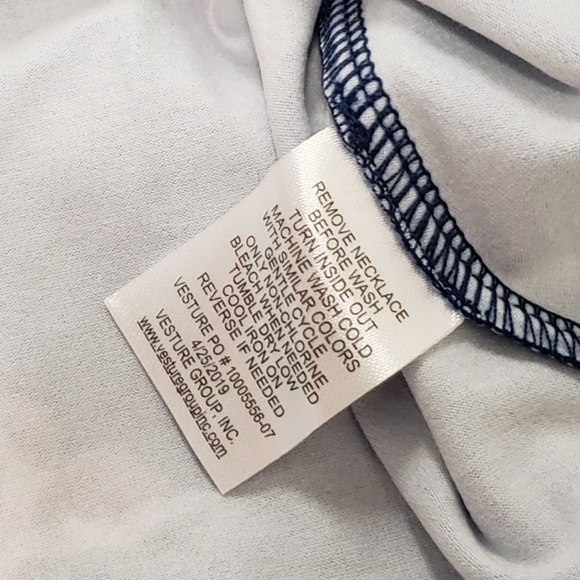 REMOVE NECKLACE
BEFORE WASH
TURN INSIDE OUT
MACHINE WASH COLD
WITH SIMILAR COLORS
GENTLE CYCLE
ONLY NON-CHLORINE
BLEACH WHEN NEEDED
TUMBLE DRY LOW
COOL IRON ON
REVERSE IF NEEDED
VESTURE PO # 10005556-07
4/25/2019
VESTURE GROUP, INC.
www.vesturegroupinc.com